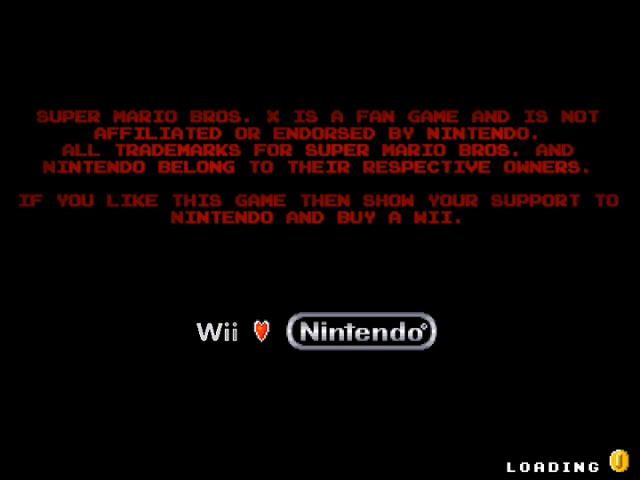 SUPER MARIO BROS. X IS A FAN GAME AND IS NOT
AFFILIATED OR ENDORSED BY NINTENDO.
ALL TRADEMARKS FOR SUPER MARIO BROS. AND
NINTENDO BELONG TO THEIR RESPECTIVE OWNERS.
IF YOU LIKE THIS GAME THEN SHOW YOUR SUPPORT TO
NINTENDO AND BUY A WII.
Wii Nintendo®
LOADING